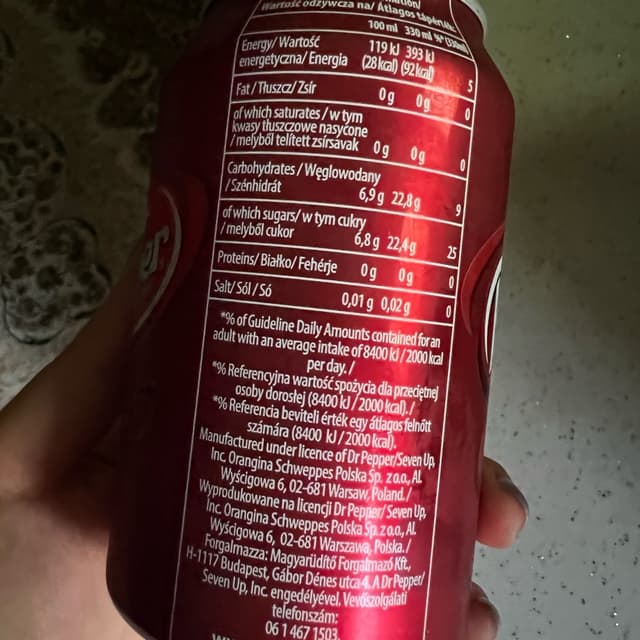 Wartość odżywcza na/ Átlagos tápérték:
100 ml 330 ml %* (330ml)
Energy/ Wartość 119 kJ 393 kJ
energetyczna/ Energia (28 kcal) (92 kcal) 5
Fat/Tłuszcz/Zsír 0g 0g 0
of which saturates / w tym
kwasy tłuszczowe nasycone
/ melyből telített zsírsavak 0g 0g 0
Carbohydrates / Węglowodany
/ Szénhidrát 6,9 g 22,8 g 9
of which sugars/ w tym cukry
/ melyből cukor 6,8 g 22,4 g 25
Proteins/ Białko/ Fehérje 0g 0g 0
Salt/ Sól / Só 0,01 g 0,02 g 0
*% of Guideline Daily Amounts contained for an
adult with an average intake of 8400 kJ / 2000 kcal
per day. /
*% Referencyjna wartość spożycia dla przeciętnej
osoby dorosłej (8400 kJ / 2000 kcal). /
*% Referencia beviteli érték egy átlagos felnőtt
számára (8400 kJ / 2000 kcal).
Manufactured under licence of Dr Pepper/Seven Up,
Inc. Orangina Schweppes Polska Sp. z o.o., Al.
Wyścigowa 6, 02-681 Warsaw, Poland. /
Wyprodukowane na licencji Dr Pepper/ Seven Up,
Inc. Orangina Schweppes Polska Sp. z o.o., Al.
Wyścigowa 6, 02-681 Warszawa, Polska. /
Forgalmazza: Magyarüdítő Forgalmazó Kft.,
H-1117 Budapest, Gábor Dénes utca 4. A Dr Pepper/
Seven Up, Inc. engedélyével. Vevőszolgálati
telefonszám:
06 1 467 1503.